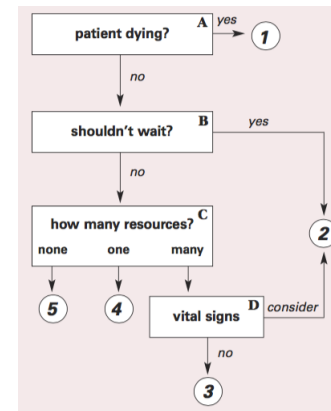 A
patient dying?
yes
1
no
B
shouldn't wait?
yes
no
C
how many resources?
none one many
2
5
4
D
vital signs
consider
no
3